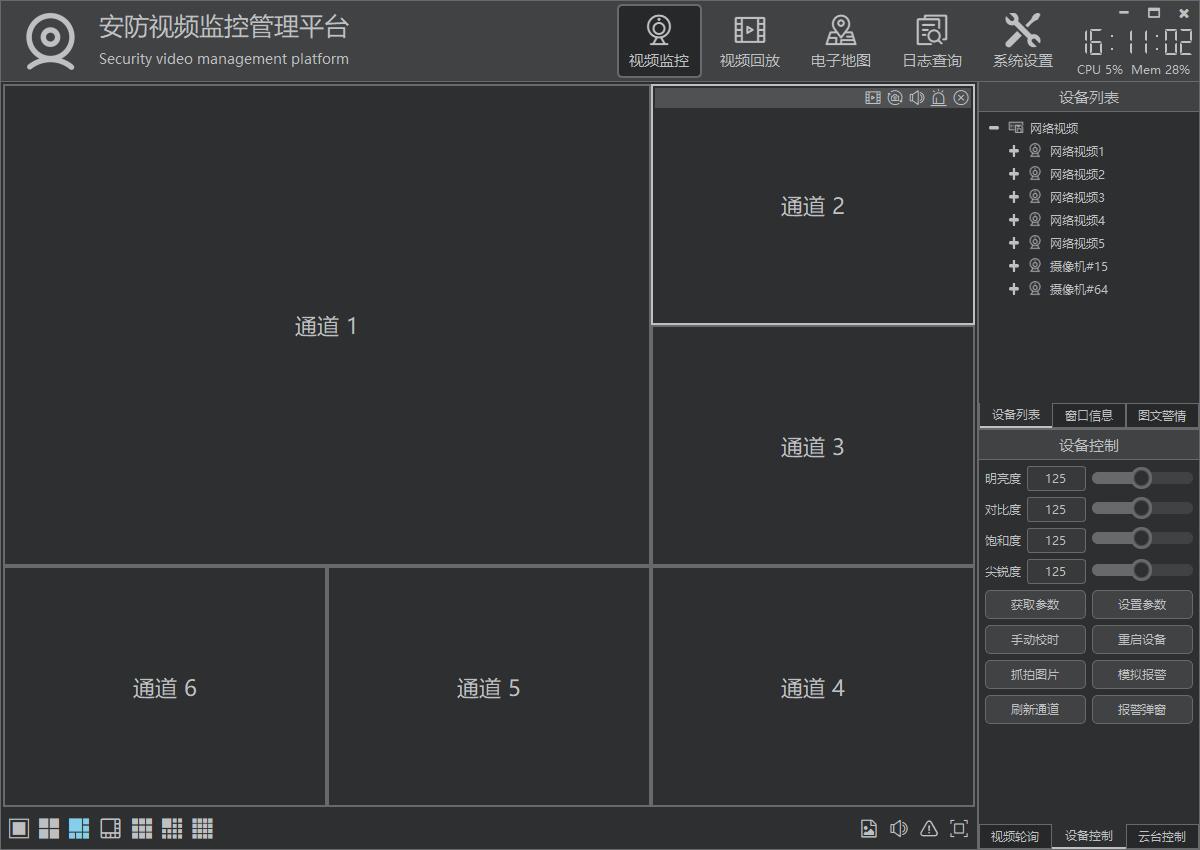 安防视频监控管理平台
Security video management platform
视频监控
视频回放
电子地图
日志查询
系统设置
16:11:02
CPU 5% Mem 28%
通道 1
通道 2
通道 3
通道 6
通道 5
通道 4
设备列表
网络视频
网络视频1
网络视频2
网络视频3
网络视频4
网络视频5
摄像机#15
摄像机#64
设备列表 窗口信息 图文警情
设备控制
明亮度 125
对比度 125
饱和度 125
尖锐度 125
获取参数 设置参数
手动校时 重启设备
抓拍图片 模拟报警
刷新通道 报警弹窗
视频轮询 设备控制 云台控制